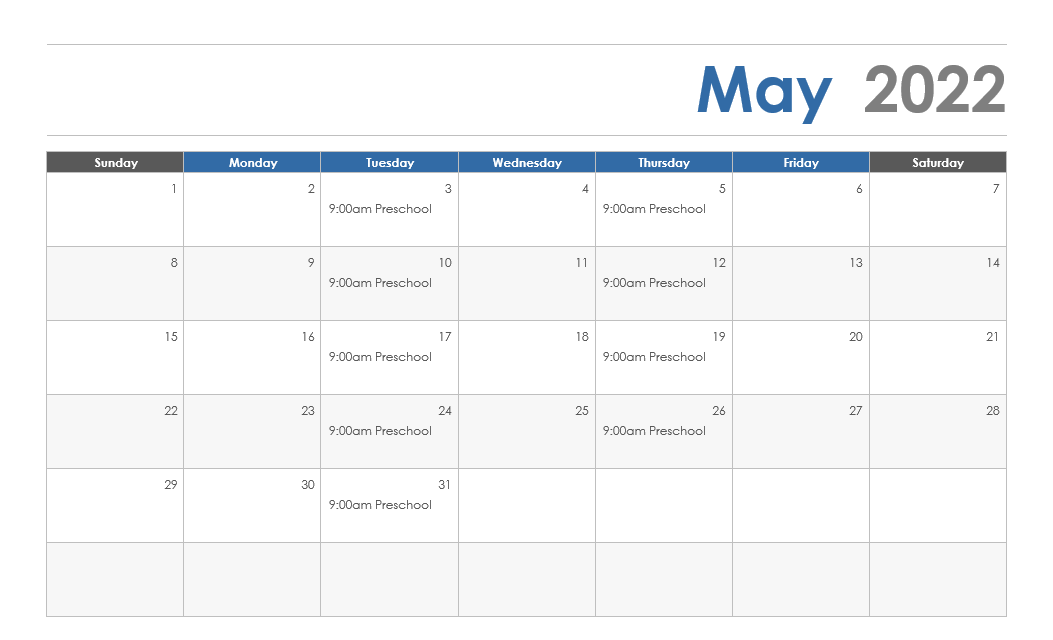 May 2022
Sunday Monday Tuesday Wednesday Thursday Friday Saturday
1 2 3 4 5 6 7
9:00am Preschool 9:00am Preschool
8 9 10 11 12 13 14
9:00am Preschool 9:00am Preschool
15 16 17 18 19 20 21
9:00am Preschool 9:00am Preschool
22 23 24 25 26 27 28
9:00am Preschool 9:00am Preschool
29 30 31
9:00am Preschool